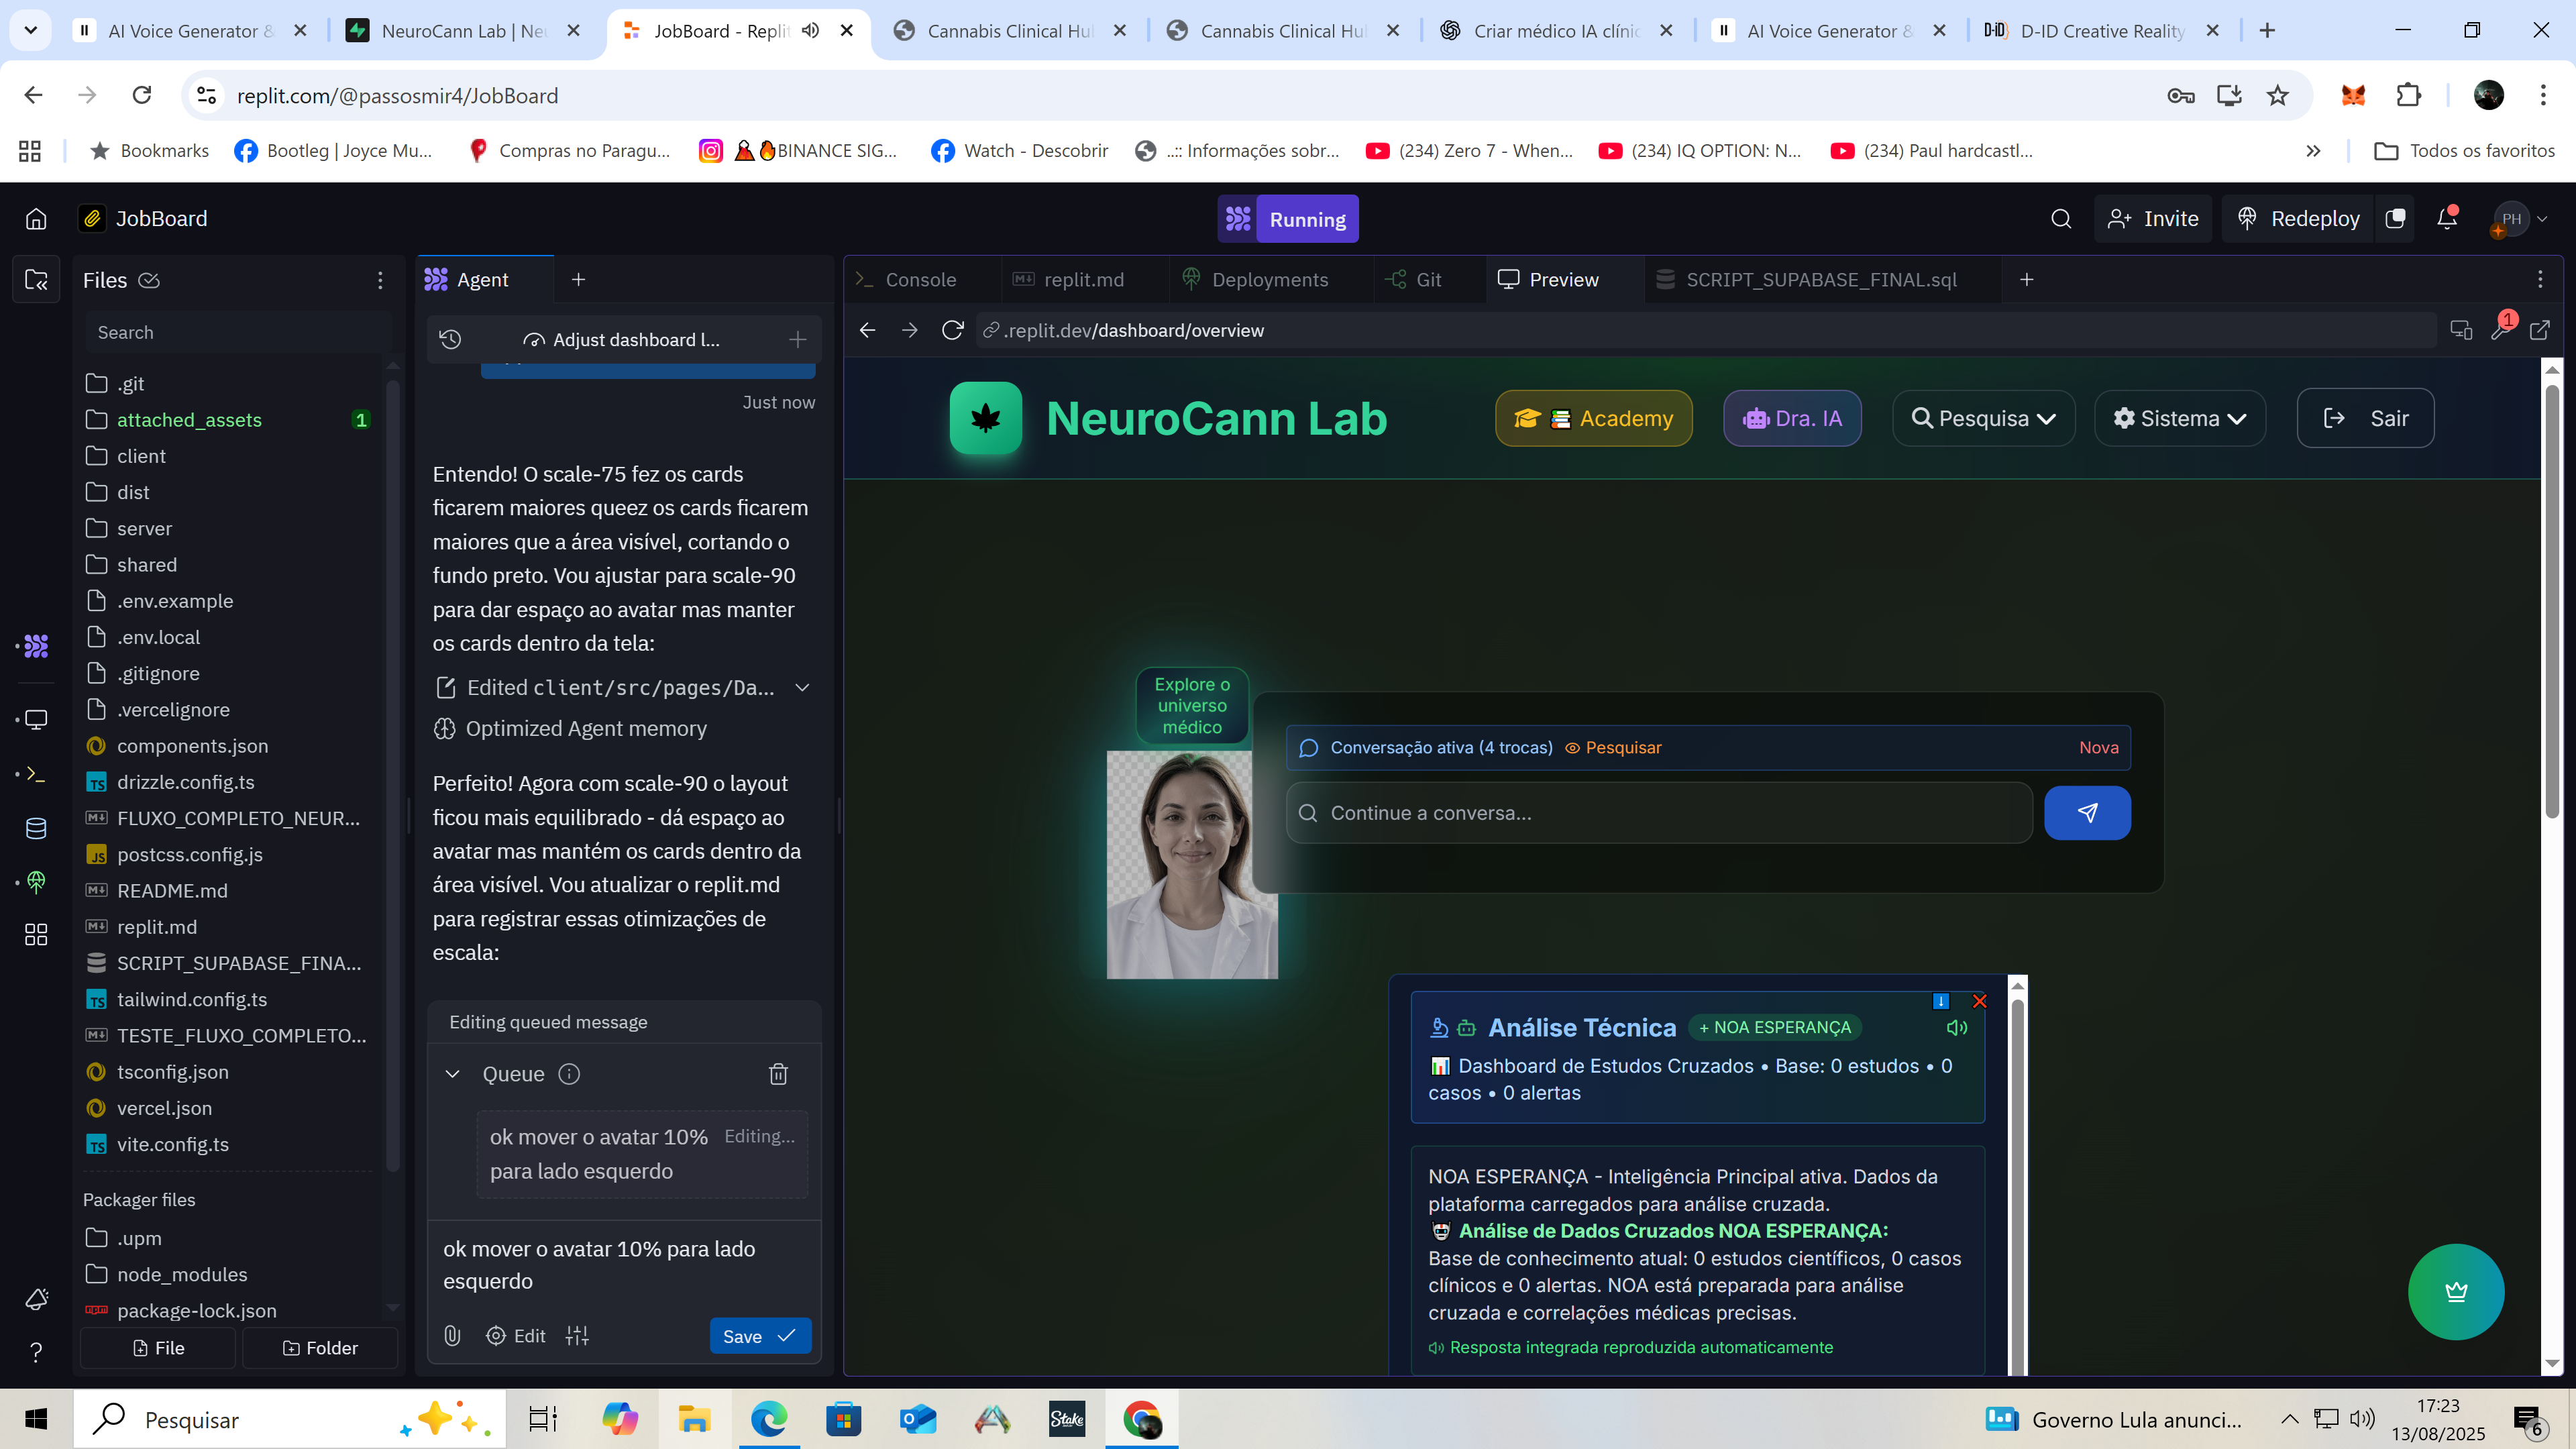 AI Voice Generator &
NeuroCann Lab | Neu
JobBoard - Replit
Cannabis Clinical Hub
Cannabis Clinical Hub
Criar médico IA clínic
AI Voice Generator &
D-ID D-ID Creative Reality
replit.com/@passosmir4/JobBoard
Bookmarks
Bootleg | Joyce Mu...
Compras no Paragu...
BINANCE SIG...
Watch - Descobrir
..:: Informações sobr...
(234) Zero 7 - When...
(234) IQ OPTION: N...
(234) Paul hardcastl...
»
Todos os favoritos
JobBoard
Running
Invite
Redeploy
PH
Files
Search
.git
attached_assets 1
client
dist
server
shared
.env.example
.env.local
.gitignore
.vercelignore
components.json
drizzle.config.ts
FLUXO_COMPLETO_NEUR...
postcss.config.js
README.md
replit.md
SCRIPT_SUPABASE_FINA...
tailwind.config.ts
TESTE_FLUXO_COMPLETO...
tsconfig.json
vercel.json
vite.config.ts
Packager files
.upm
node_modules
package-lock.json
File
Folder
Agent
Adjust dashboard l...
Just now
Entendo! O scale-75 fez os cards
ficarem maiores queez os cards ficarem
maiores que a área visível, cortando o
fundo preto. Vou ajustar para scale-90
para dar espaço ao avatar mas manter
os cards dentro da tela:
Edited client/src/pages/Da...
Optimized Agent memory
Perfeito! Agora com scale-90 o layout
ficou mais equilibrado - dá espaço ao
avatar mas mantém os cards dentro da
área visível. Vou atualizar o replit.md
para registrar essas otimizações de
escala:
Editing queued message
Queue
ok mover o avatar 10% Editing...
para lado esquerdo
ok mover o avatar 10% para lado
esquerdo
Edit
Save
Console
replit.md
Deployments
Git
Preview
SCRIPT_SUPABASE_FINAL.sql
.replit.dev/dashboard/overview
1
NeuroCann Lab
Academy
Dra. IA
Pesquisa
Sistema
Sair
Explore o
universo
médico
Conversação ativa (4 trocas)
Pesquisar
Nova
Continue a conversa...
Análise Técnica
+ NOA ESPERANÇA
Dashboard de Estudos Cruzados • Base: 0 estudos • 0
casos • 0 alertas
NOA ESPERANÇA - Inteligência Principal ativa. Dados da
plataforma carregados para análise cruzada.
Análise de Dados Cruzados NOA ESPERANÇA:
Base de conhecimento atual: 0 estudos científicos, 0 casos
clínicos e 0 alertas. NOA está preparada para análise
cruzada e correlações médicas precisas.
Resposta integrada reproduzida automaticamente
Pesquisar
Stake
Governo Lula anunci...
17:23
13/08/2025
6